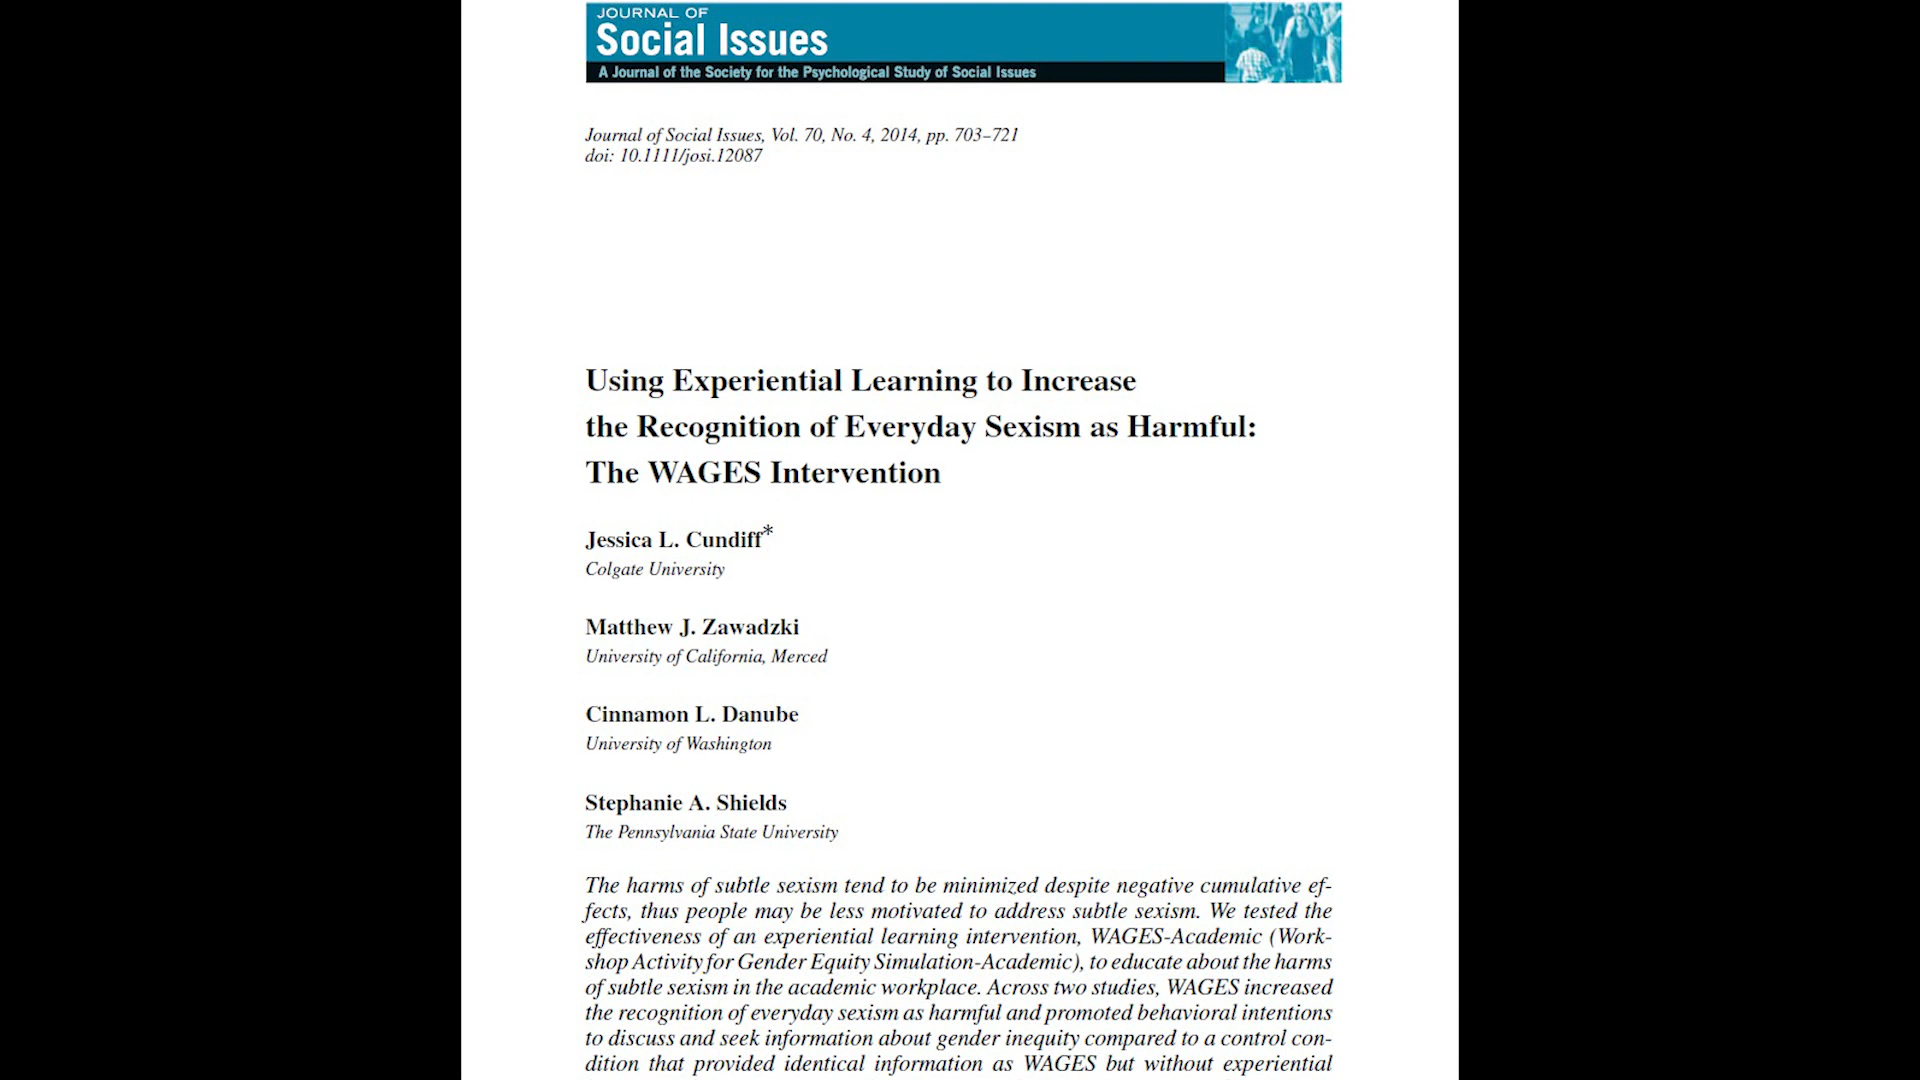 JOURNAL OF
Social Issues
A Journal of the Society for the Psychological Study of Social Issues
Journal of Social Issues, Vol. 70, No. 4, 2014, pp. 703–721
doi: 10.1111/josi.12087
Using Experiential Learning to Increase
the Recognition of Everyday Sexism as Harmful:
The WAGES Intervention
Jessica L. Cundiff*
Colgate University
Matthew J. Zawadzki
University of California, Merced
Cinnamon L. Danube
University of Washington
Stephanie A. Shields
The Pennsylvania State University
The harms of subtle sexism tend to be minimized despite negative cumulative ef-
fects, thus people may be less motivated to address subtle sexism. We tested the
effectiveness of an experiential learning intervention, WAGES-Academic (Work-
shop Activity for Gender Equity Simulation-Academic), to educate about the harms
of subtle sexism in the academic workplace. Across two studies, WAGES increased
the recognition of everyday sexism as harmful and promoted behavioral intentions
to discuss and seek information about gender inequity compared to a control con-
dition that provided identical information as WAGES but without experiential